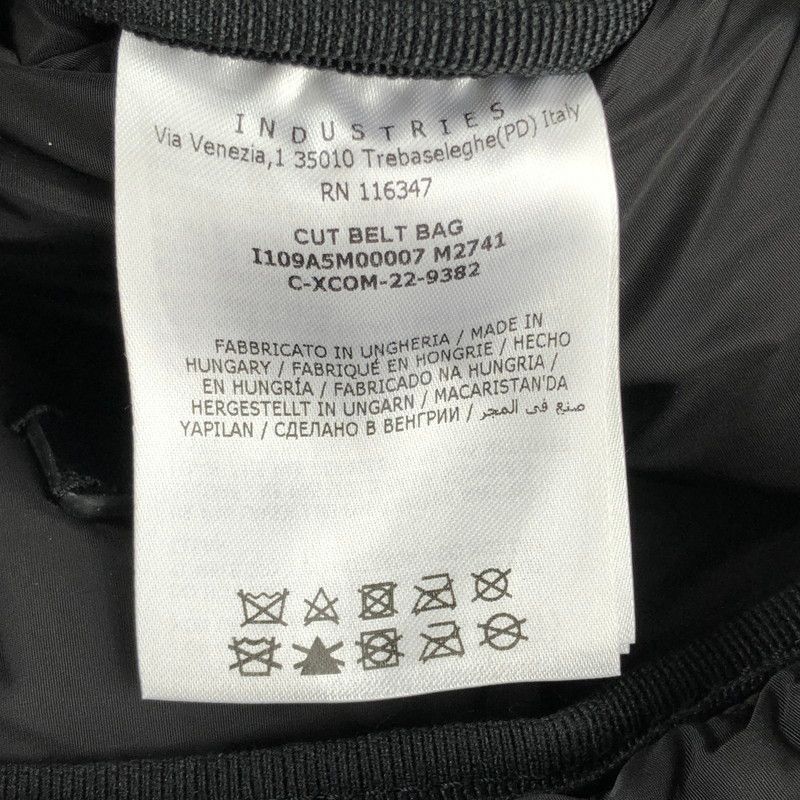 INDUSTRIES
Via Venezia,1 35010 Trebaseleghe(PD) Italy
RN 116347
CUT BELT BAG
I109A5M00007 M2741
C-XCOM-22-9382
FABBRICATO IN UNGHERIA / MADE IN
HUNGARY / FABRIQUÉ EN HONGRIE / HECHO
EN HUNGRÍA / FABRICADO NA HUNGRIA /
HERGESTELLT IN UNGARN / MACARISTAN'DA
YAPILAN / СДЕЛАНО В ВЕНГРИИ / صنع في المجر